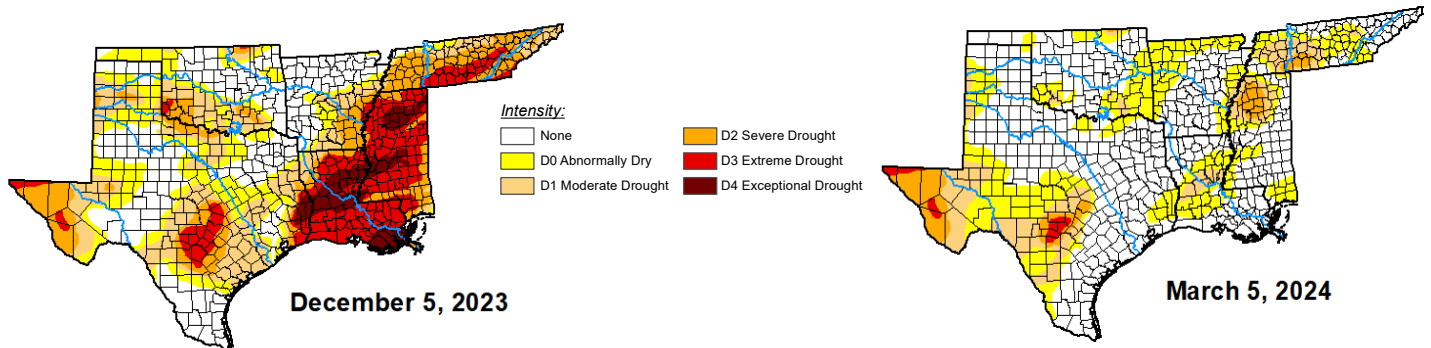 Intensity:
None
D0 Abnormally Dry
D1 Moderate Drought
D2 Severe Drought
D3 Extreme Drought
D4 Exceptional Drought
December 5, 2023
March 5, 2024